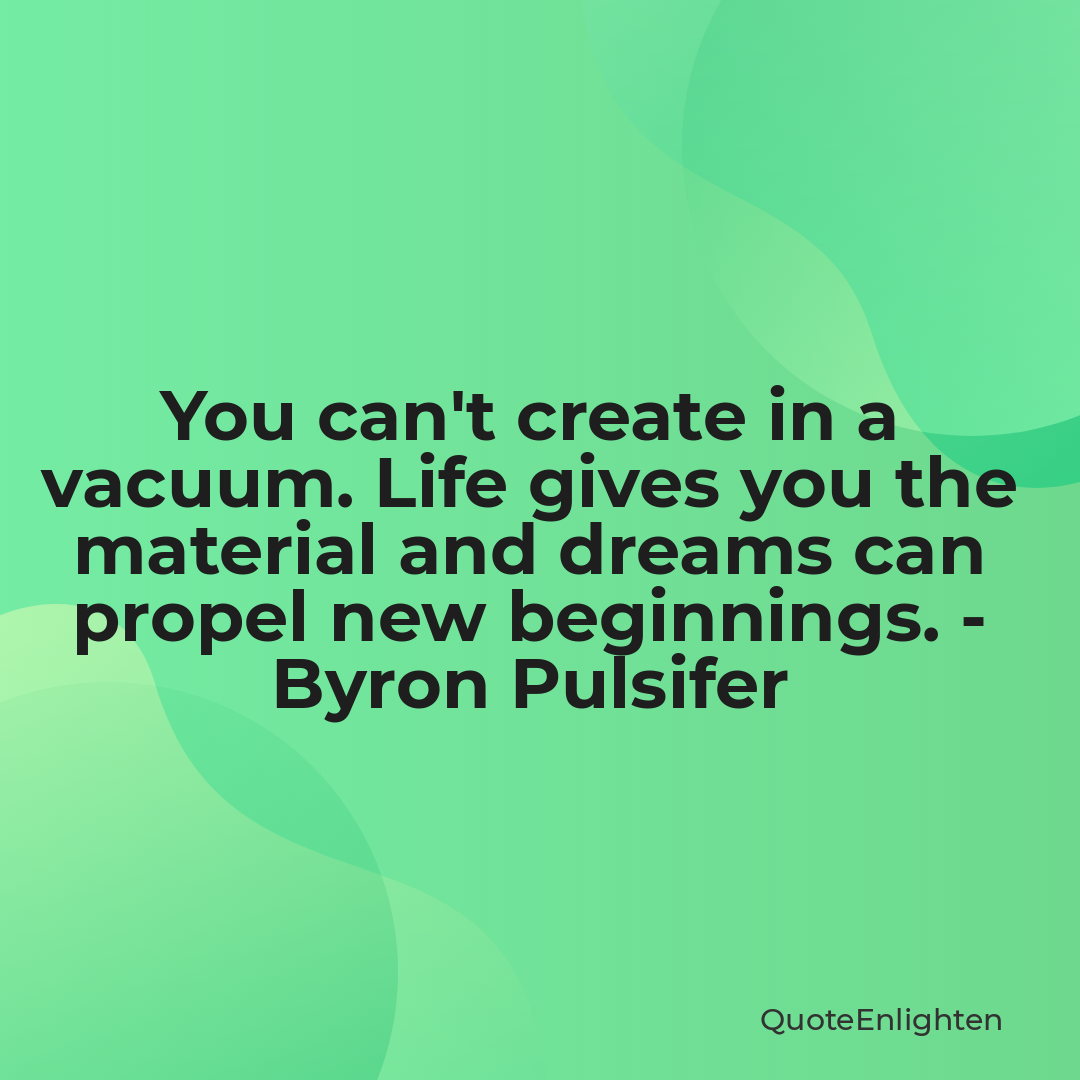 You can't create in a
vacuum. Life gives you the
material and dreams can
propel new beginnings. -
Byron Pulsifer
QuoteEnlighten